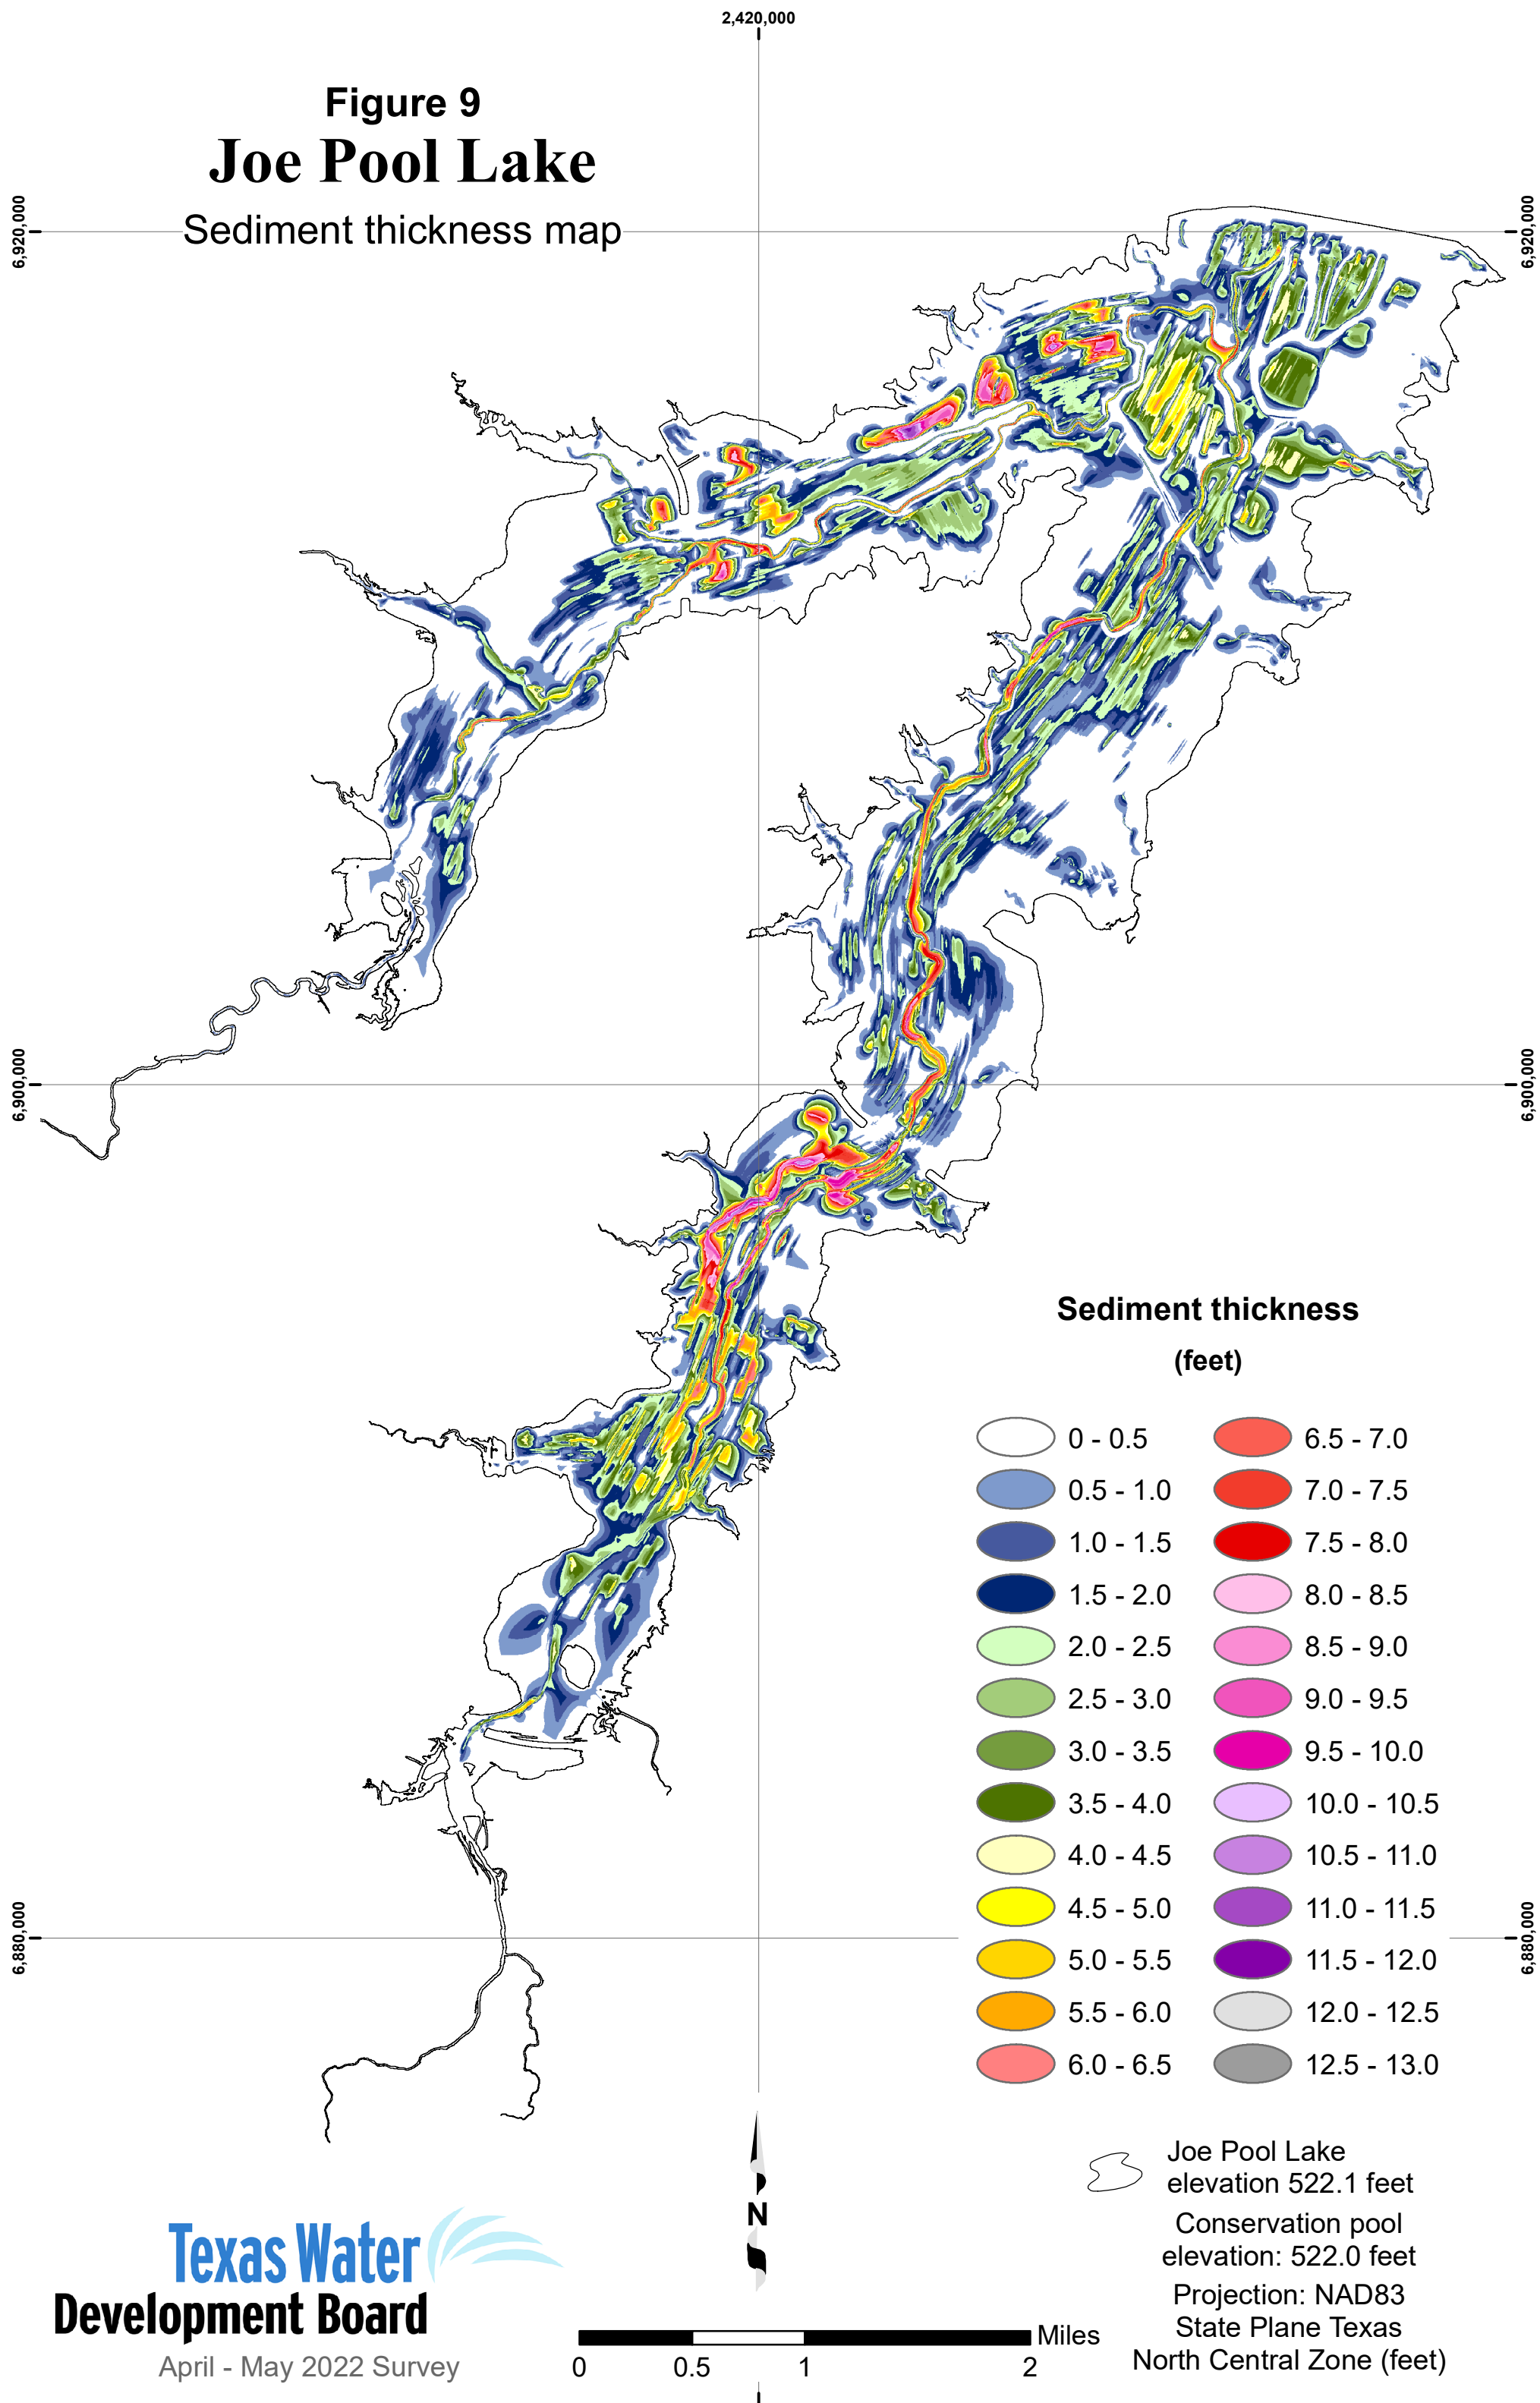 2,420,000
Figure 9
Joe Pool Lake
Sediment thickness map
6,920,000
6,920,000
6,900,000
6,900,000
Sediment thickness
(feet)
0 - 0.5
0.5 - 1.0
1.0 - 1.5
1.5 - 2.0
2.0 - 2.5
2.5 - 3.0
3.0 - 3.5
3.5 - 4.0
4.0 - 4.5
4.5 - 5.0
5.0 - 5.5
5.5 - 6.0
6.0 - 6.5
6.5 - 7.0
7.0 - 7.5
7.5 - 8.0
8.0 - 8.5
8.5 - 9.0
9.0 - 9.5
9.5 - 10.0
10.0 - 10.5
10.5 - 11.0
11.0 - 11.5
11.5 - 12.0
12.0 - 12.5
12.5 - 13.0
6,880,000
6,880,000
Joe Pool Lake
elevation 522.1 feet
Conservation pool
elevation: 522.0 feet
Projection: NAD83
State Plane Texas
North Central Zone (feet)
N
Texas Water
Development Board
April - May 2022 Survey
Miles
0 0.5 1 2